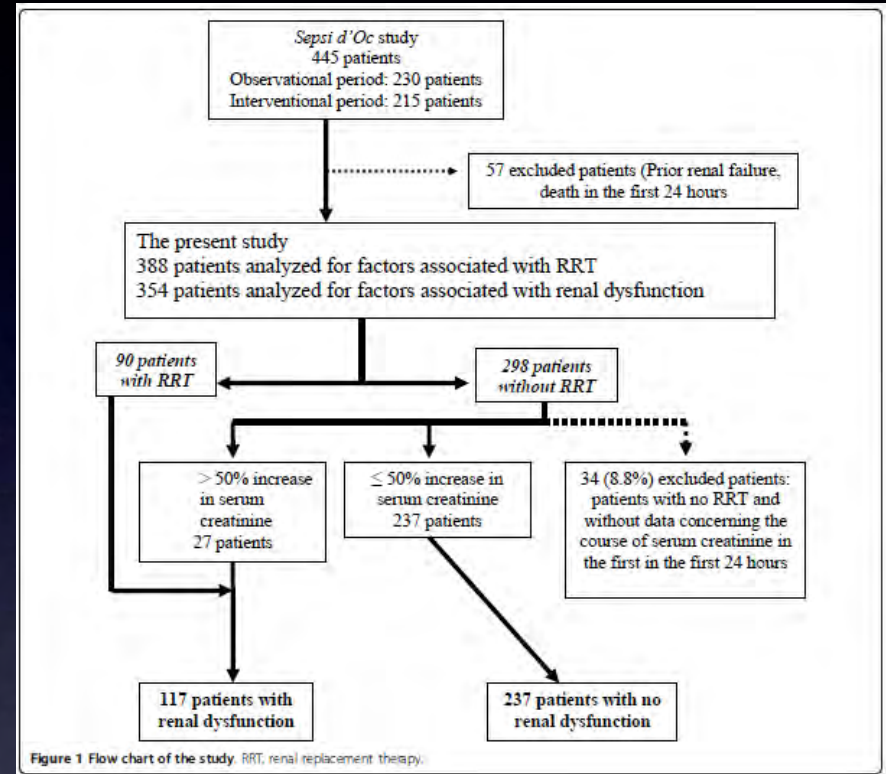 Sepsi d'Oc study
445 patients
Observational period: 230 patients
Interventional period: 215 patients
57 excluded patients (Prior renal failure,
death in the first 24 hours
The present study
388 patients analyzed for factors associated with RRT
354 patients analyzed for factors associated with renal dysfunction
90 patients
with RRT
298 patients
without RRT
> 50% increase
in serum
creatinine
27 patients
≤ 50% increase in
serum creatinine
237 patients
34 (8.8%) excluded patients:
patients with no RRT and
without data concerning the
course of serum creatinine in
the first in the first 24 hours
117 patients with
renal dysfunction
237 patients with no
renal dysfunction
Figure 1 Flow chart of the study. RRT, renal replacement therapy.